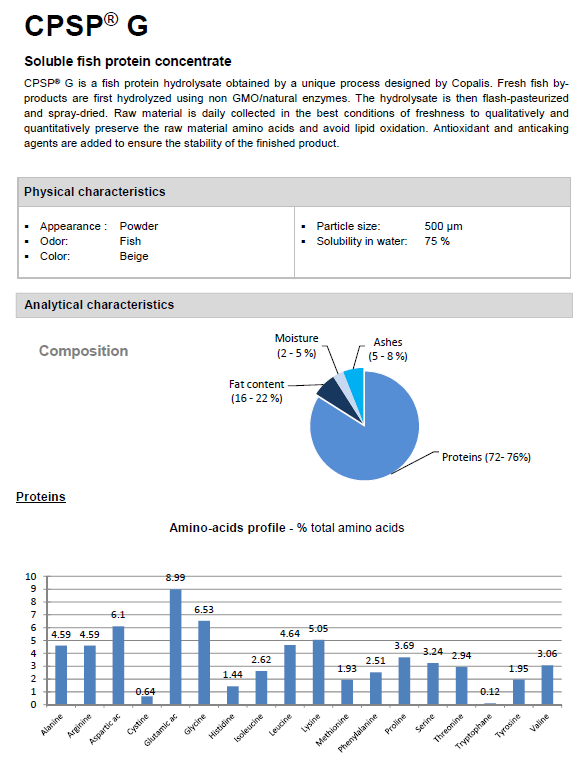 CPSP® G
Soluble fish protein concentrate
CPSP® G is a fish protein hydrolysate obtained by a unique process designed by Copalis. Fresh fish by-
products are first hydrolyzed using non GMO/natural enzymes. The hydrolysate is then flash-pasteurized
and spray-dried. Raw material is daily collected in the best conditions of freshness to qualitatively and
quantitatively preserve the raw material amino acids and avoid lipid oxidation. Antioxidant and anticaking
agents are added to ensure the stability of the finished product.
Physical characteristics
▪ Appearance : Powder
▪ Odor: Fish
▪ Color: Beige
▪ Particle size: 500 µm
▪ Solubility in water: 75 %
Analytical characteristics
Composition
Moisture
(2 - 5 %)
Ashes
(5 - 8 %)
Fat content
(16 - 22 %)
Proteins (72- 76%)
Proteins
Amino-acids profile - % total amino acids
10
9
8
7
6
5
4
3
2
1
0
4.59
4.59
6.1
0.64
8.99
6.53
1.44
2.62
4.64
5.05
1.93
2.51
3.69
3.24
2.94
0.12
1.95
3.06
Alanine
Arginine
Aspartic ac
Cystine
Glutamic ac
Glycine
Histidine
Isoleucine
Leucine
Lysine
Methionine
Phenylalanine
Proline
Serine
Threonine
Tryptophane
Tyrosine
Valine